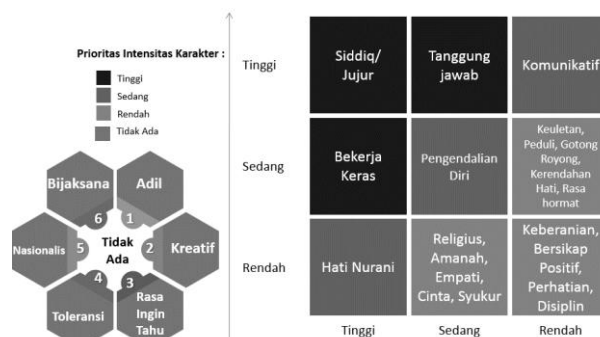 Prioritas Intensitas Karakter :
Tinggi
Sedang
Rendah
Tidak Ada
Bijaksana
Adil
Nasionalis
Kreatif
Toleransi
Rasa
Ingin
Tahu
6
1
5
2
4
3
Tidak
Ada
Tinggi
Sedang
Rendah
Siddiq/
Jujur
Tanggung
jawab
Komunikatif
Bekerja
Keras
Pengendalian
Diri
Keuletan,
Peduli, Gotong
Royong,
Kerendahan
Hati, Rasa
hormat
Hati Nurani
Religius,
Amanah,
Empati,
Cinta, Syukur
Keberanian,
Bersikap
Positif,
Perhatian,
Disiplin
Tinggi
Sedang
Rendah